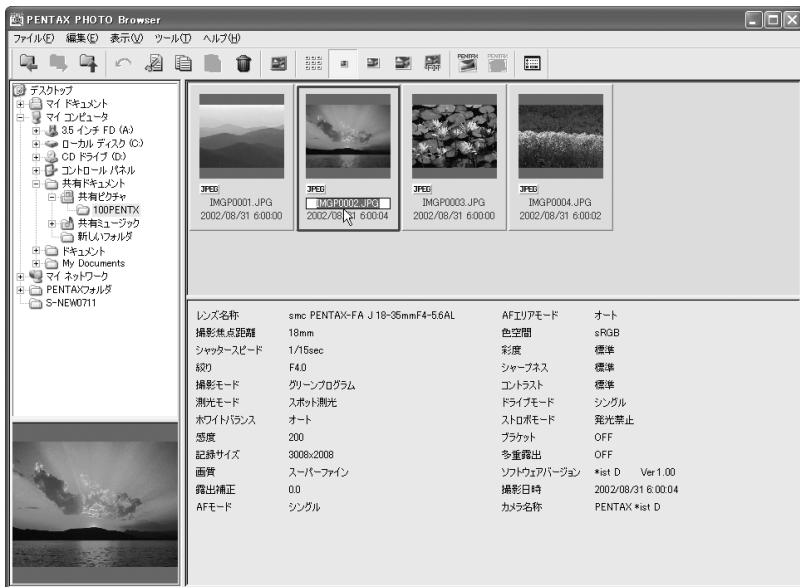 PENTAX PHOTO Browser
ファイル(F) 編集(E) 表示(V) ツール(T) ヘルプ(H)
デスクトップ
マイ ドキュメント
マイ コンピュータ
3.5 インチ FD (A:)
ローカル ディスク (C:)
CD ドライブ (D:)
コントロール パネル
共有ドキュメント
共有ピクチャ
100PENTX
共有ミュージック
新しいフォルダ
ドキュメント
My Documents
マイ ネットワーク
PENTAXフォルダ
S-NEW0711
JPEG JPEG JPEG JPEG
IMGP0001.JPG IMGP0002.JPG IMGP0003.JPG IMGP0004.JPG
2002/08/31 6:00:00 2002/08/31 6:00:04 2002/08/31 6:00:00 2002/08/31 6:00:02
レンズ名称 smc PENTAX-FA J 18-35mmF4-5.6AL AFエリアモード オート
撮影焦点距離 18mm 色空間 sRGB
シャッタースピード 1/15sec 彩度 標準
絞り F4.0 シャープネス 標準
撮影モード グリーンプログラム コントラスト 標準
測光モード スポット測光 ドライブモード シングル
ホワイトバランス オート ストロボモード 発光禁止
感度 200 ブラケット OFF
記録サイズ 3008x2008 多重露出 OFF
画質 スーパーファイン ソフトウェアバージョン *ist D Ver 1.00
露出補正 0.0 撮影日時 2002/08/31 6:00:04
AFモード シングル カメラ名称 PENTAX *ist D